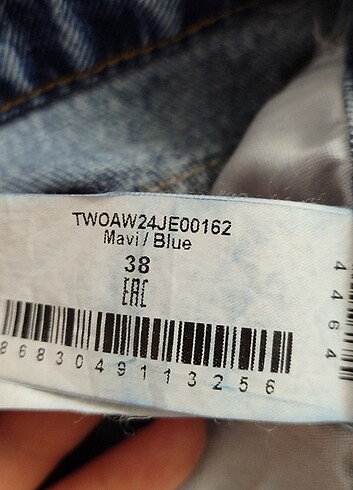 TWOAW24JE00162
Mavi / Blue
38
EAC
8683049113256
4464